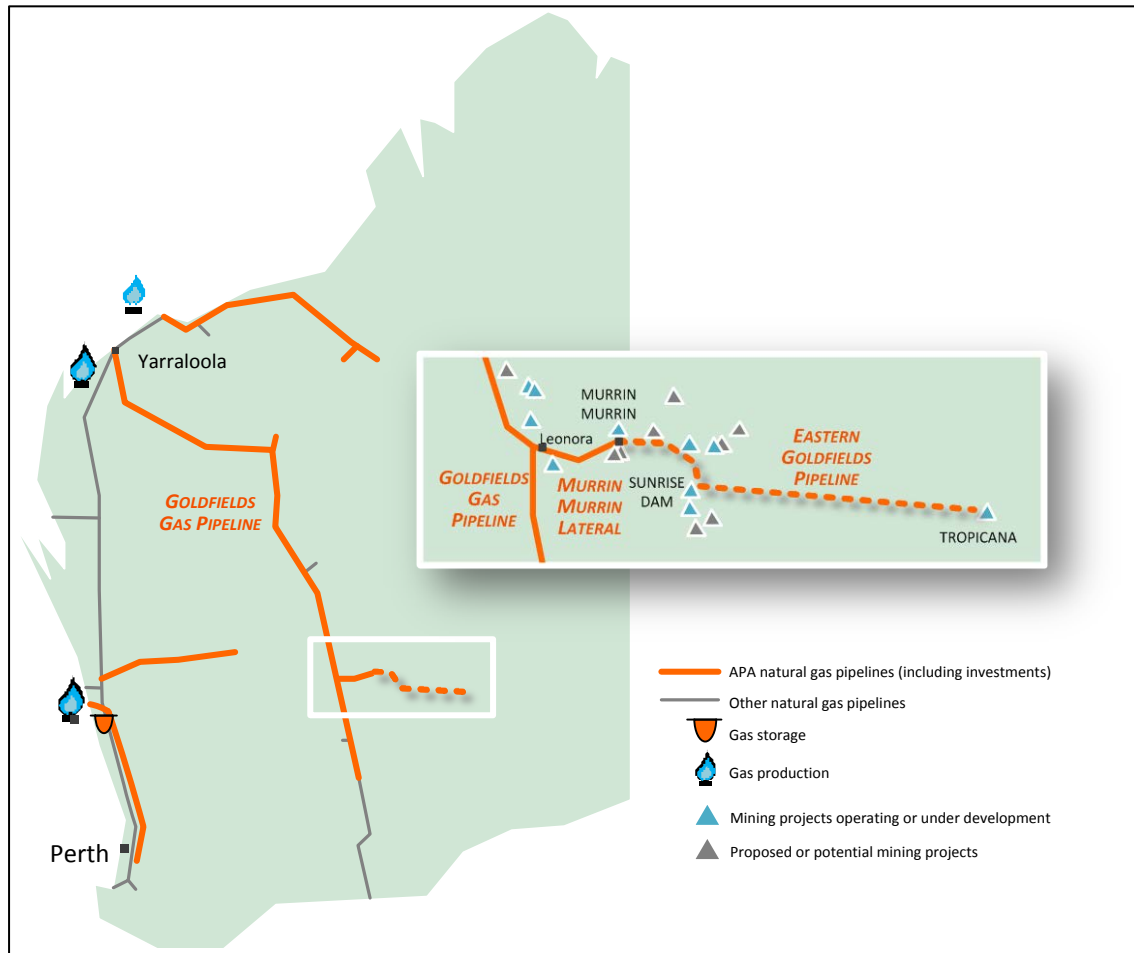 Yarraloola
GOLDFIELDS
GAS PIPELINE
Perth
MURRIN
MURRIN
Leonora
GOLDFIELDS
GAS
PIPELINE
MURRIN
MURRIN
LATERAL
SUNRISE
DAM
EASTERN
GOLDFIELDS
PIPELINE
TROPICANA
APA natural gas pipelines (including investments)
Other natural gas pipelines
Gas storage
Gas production
Mining projects operating or under development
Proposed or potential mining projects